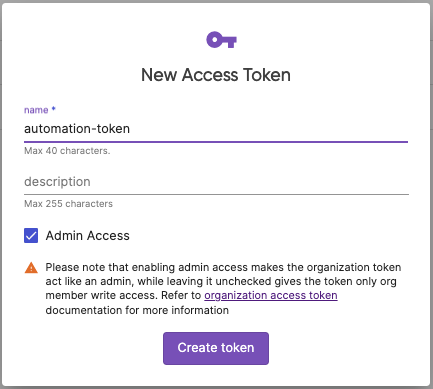 New Access Token
name *
automation-token
Max 40 characters.
description
Max 255 characters
Admin Access
Please note that enabling admin access makes the organization token
act like an admin, while leaving it unchecked gives the token only org
member write access. Refer to organization access token
documentation for more information
Create token